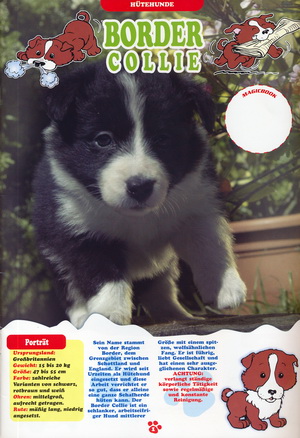 HÜTEHUNDE
BORDER
COLLIE
MAGICBOOK
Porträt
Ursprungsland:
Großbritannien
Gewicht: 15 bis 20 kg
Größe: 47 bis 55 cm
Farbe: zahlreiche
Varianten von schwarz,
rotbraun und weiß
Ohren: mittelgroß,
aufrecht getragen.
Rute: mäßig lang, niedrig
angesetzt.
Sein Name stammt
von der Region
Border, dem
Grenzgebiet zwischen
Schottland und
England. Er wird seit
Urzeiten als Hütehund
eingesetzt und diese
Arbeit verrichtet er
so gut, dass er alleine
eine ganze Schafherde
hüten kann. Der
Border Collie ist ein
schlanker, arbeitsfrei-
ger Hund mittlerer
Größe mit einem spit-
zen, wolfsähnlichen
Fang. Er ist führig,
liebt Gesellschaft und
hat einen sehr ausge-
glichenen Charakter.
ACHTUNG:
verlangt ständige
körperliche Tätigkeit
sowie regelmäßige
und konstante
Reinigung.